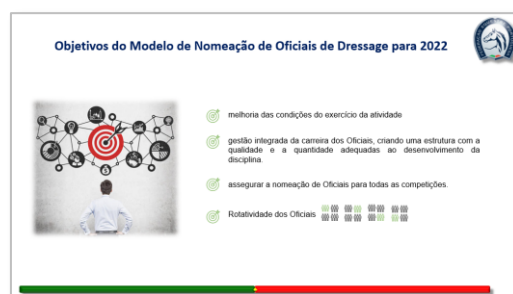 Objetivos do Modelo de Nomeação de Oficiais de Dressage para 2022
melhoria das condições do exercício da atividade
gestão integrada da carreira dos Oficiais, criando uma estrutura com a
qualidade e a quantidade adequadas ao desenvolvimento da
disciplina.
assegurar a nomeação de Oficiais para todas as competições.
Rotatividade dos Oficiais